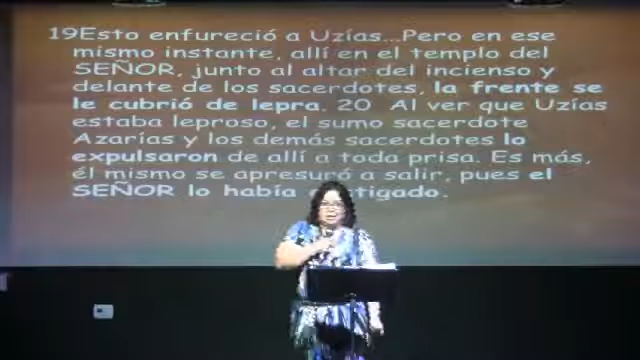 19Esto enfureció a Uzías...Pero en ese
mismo instante, allí en el templo del
SEÑOR, junto al altar del incienso y
delante de los sacerdotes, la frente se
le cubrió de lepra. 20 Al ver que Uzías
estaba leproso, el sumo sacerdote
Azarías y los demás sacerdotes lo
expulsaron de allí a toda prisa. Es más,
él mismo se apresuró a salir, pues el
SEÑOR lo había